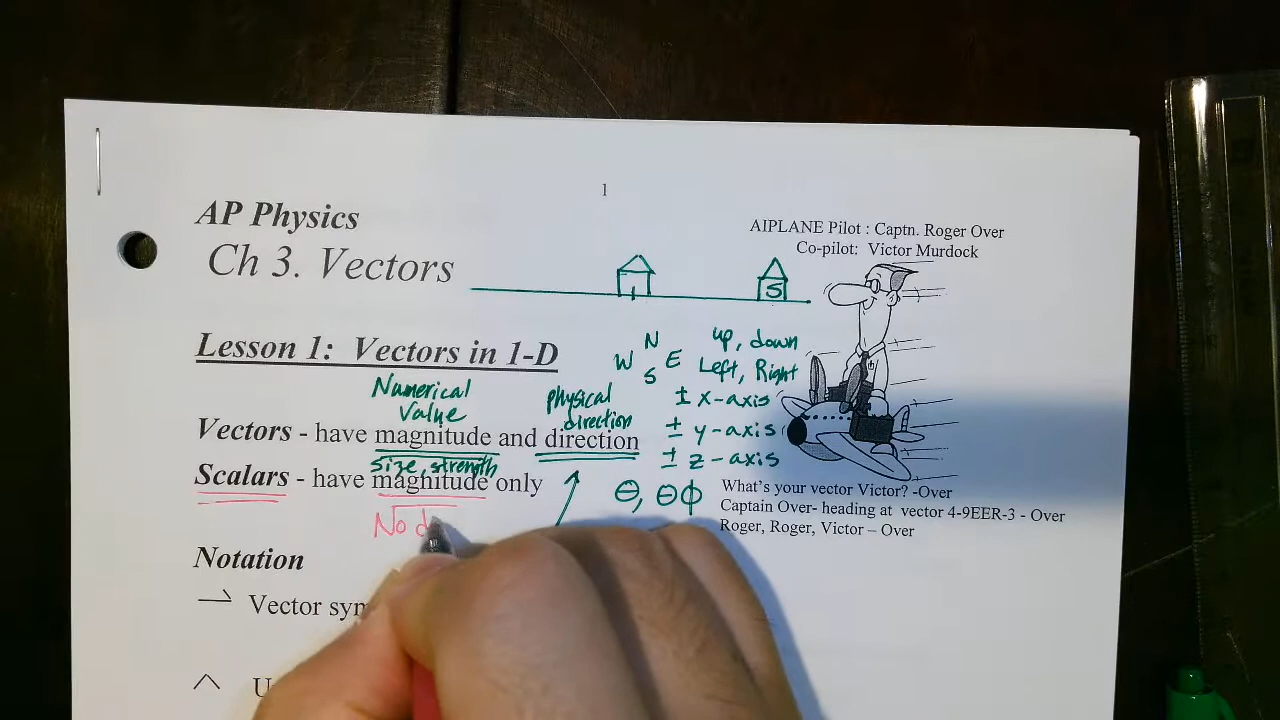 1
AP Physics
Ch 3. Vectors
AIPLANE Pilot : Captn. Roger Over
Co-pilot: Victor Murdock
S
Lesson 1: Vectors in 1-D
N
W E
S
up, down
Left, Right
± x-axis
± y-axis
± z-axis
Numerical
Value
physical
direction
Vectors - have magnitude and direction
size, strength
Scalars - have magnitude only
θ, θϕ
No d
What's your vector Victor? -Over
Captain Over- heading at vector 4-9EER-3 - Over
Roger, Roger, Victor – Over
Notation
Vector